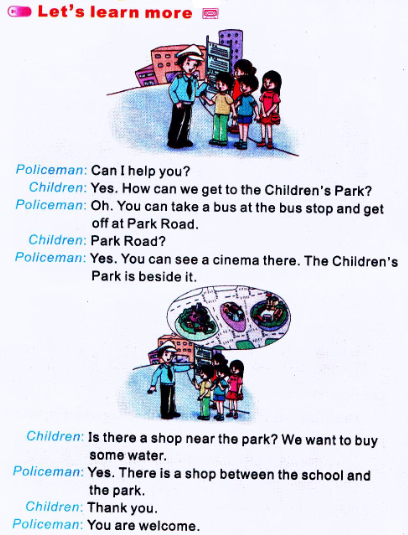 Let's learn more
Policeman: Can I help you?
Children: Yes. How can we get to the Children's Park?
Policeman: Oh. You can take a bus at the bus stop and get
off at Park Road.
Children: Park Road?
Policeman: Yes. You can see a cinema there. The Children's
Park is beside it.
Children: Is there a shop near the park? We want to buy
some water.
Policeman: Yes. There is a shop between the school and
the park.
Children: Thank you.
Policeman: You are welcome.